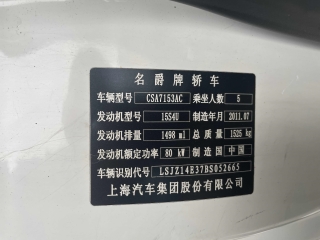 名爵牌轿车
车辆型号 CSA7153AC 乘坐人数 5
发动机型号 15S4U 制造年月 2011.07
发动机排量 1498 ml 总质量 1525 kg
发动机额定功率 80 kW 制造国 中国
车辆识别代号 LSJZ14E37BS052665
上海汽车集团股份有限公司